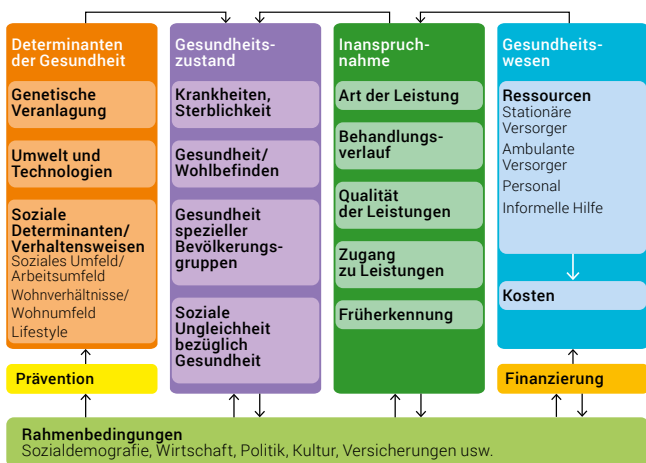 Determinanten
der Gesundheit
Genetische
Veranlagung
Umwelt und
Technologien
Soziale
Determinanten/
Verhaltensweisen
Soziales Umfeld/
Arbeitsumfeld
Wohnverhältnisse/
Wohnumfeld
Lifestyle
Prävention
Gesundheits-
zustand
Krankheiten,
Sterblichkeit
Gesundheit/
Wohlbefinden
Gesundheit
spezieller
Bevölkerungs-
gruppen
Soziale
Ungleichheit
bezüglich
Gesundheit
Inanspruch-
nahme
Art der Leistung
Behandlungs-
verlauf
Qualität
der Leistungen
Zugang
zu Leistungen
Früherkennung
Gesundheits-
wesen
Ressourcen
Stationäre
Versorger
Ambulante
Versorger
Personal
Informelle Hilfe
Kosten
Finanzierung
Rahmenbedingungen
Sozialdemografie, Wirtschaft, Politik, Kultur, Versicherungen usw.